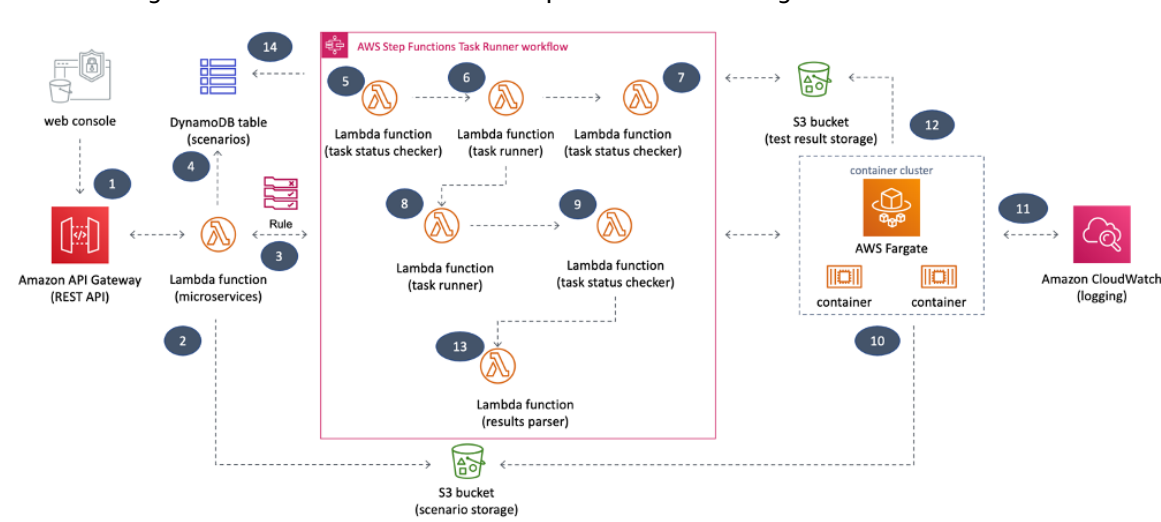 14
AWS Step Functions Task Runner workflow
5
6
7
web console
DynamoDB table
(scenarios)
Lambda function
(task status checker)
Lambda function
(task runner)
Lambda function
(task status checker)
S3 bucket
(test result storage)
12
container cluster
4
1
8
9
11
Rule
AWS Fargate
3
Amazon API Gateway
(REST API)
Lambda function
(microservices)
Lambda function
(task runner)
Lambda function
(task status checker)
Amazon CloudWatch
(logging)
container
container
2
13
10
Lambda function
(results parser)
S3 bucket
(scenario storage)